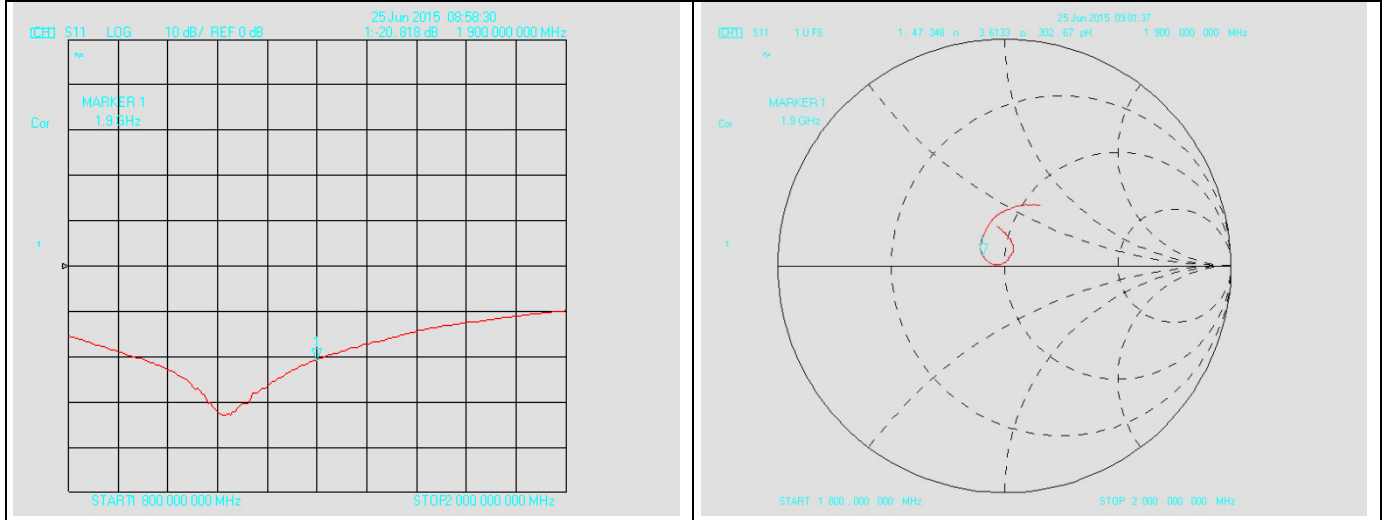 25 Jun 2015 08:58:30
CH1 S11 LOG 10 dB/ REF 0 dB 1:-20.818 dB 1 900 000 000 MHz
MARKER 1
1.9 GHz
Cor
1
START1 800 000 000 MHz STOP2 000 000 000 MHz
25 Jun 2015 09:01:37
CH1 S11 1 U FS 1: 47.348 o 3.6133 o 302.67 pH 1 900 . 000 000 MHz
MARKER 1
1.9 GHz
Cor
START 1 800 . 000 000 MHz STOP 2 000 . 000 000 MHz